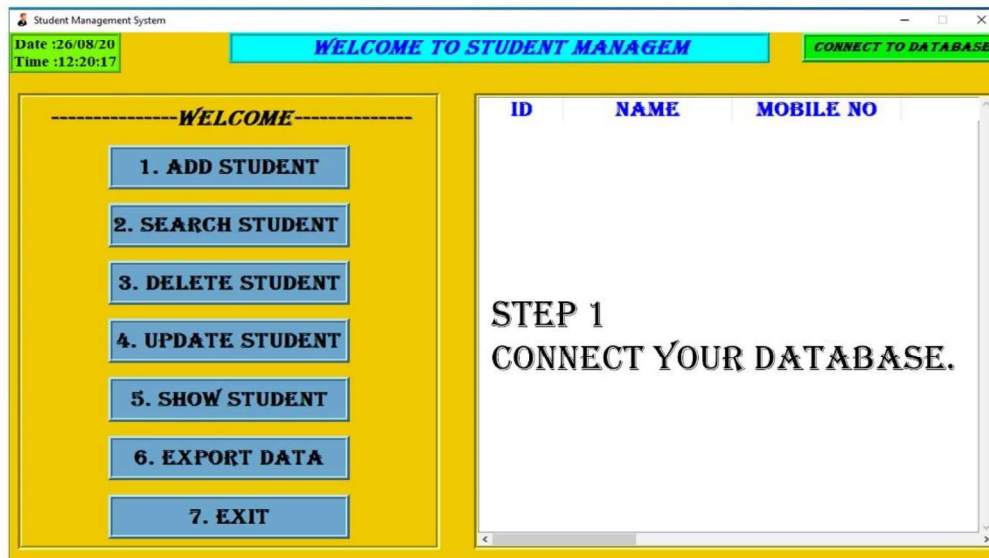 Student Management System
Date :26/08/20
Time :12:20:17
WELCOME TO STUDENT MANAGEM
CONNECT TO DATABASE
---------------WELCOME--------------
1. ADD STUDENT
2. SEARCH STUDENT
3. DELETE STUDENT
4. UPDATE STUDENT
5. SHOW STUDENT
6. EXPORT DATA
7. EXIT
ID NAME MOBILE NO
STEP 1
CONNECT YOUR DATABASE.